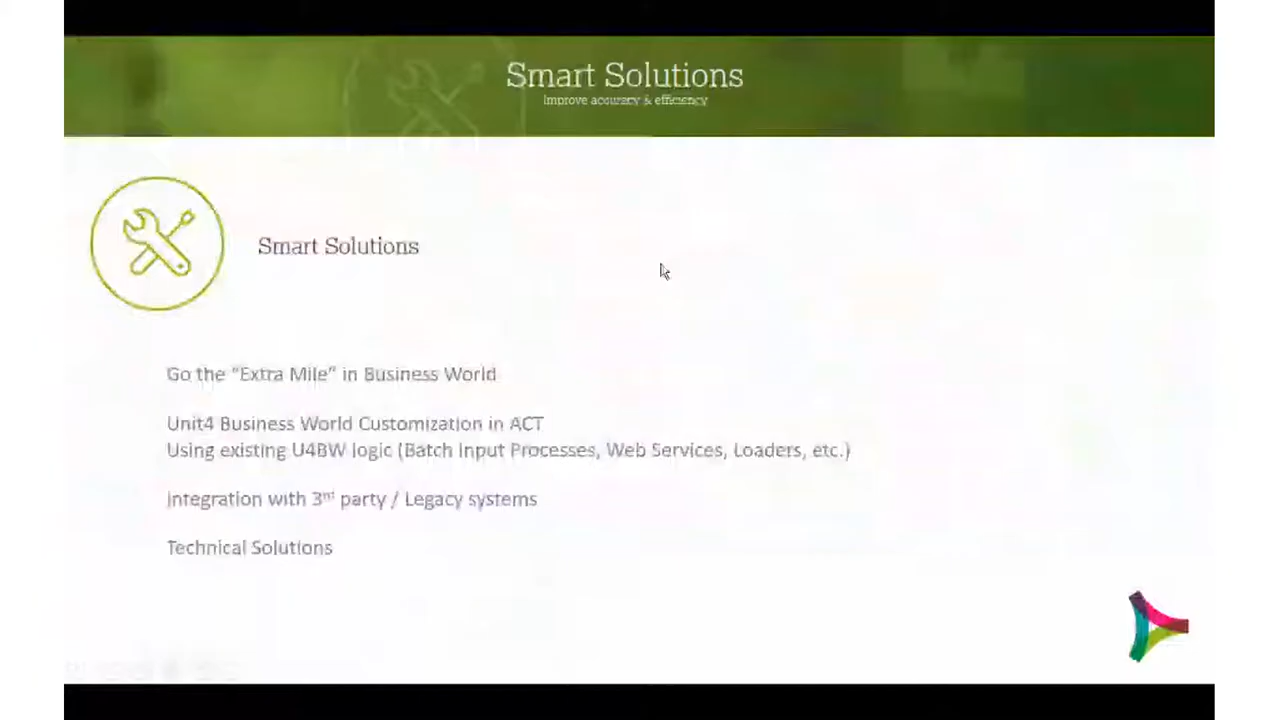 Smart Solutions
Improve accuracy & efficiency
Smart Solutions
Go the “Extra Mile” in Business World
Unit4 Business World Customization in ACT
Using existing U4BW logic (Batch Input Processes, Web Services, Loaders, etc.)
Integration with 3rd party / Legacy systems
Technical Solutions